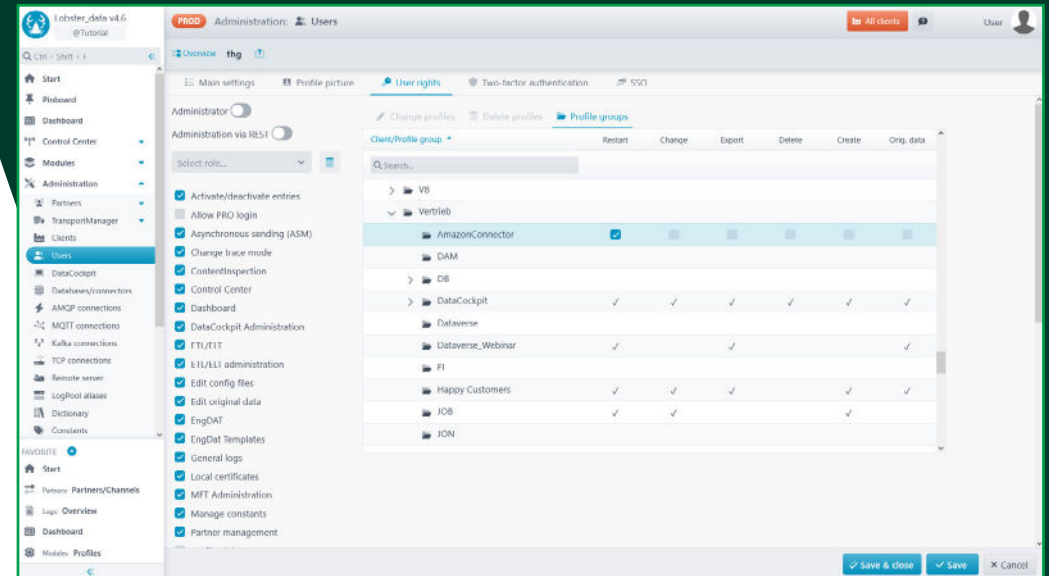 Lobster_data v4.6
@Tutorial
PROD Administration: Users
All clients
User
Ctrl + Shift + F
Overview thg
Start
Pinboard
Dashboard
Control Center
Modules
Administration
Partners
TransportManager
Clients
Users
DataCockpit
Databases/connectors
AMQP connections
MQTT connections
Kafka connections
TCP connections
Remote server
LogPool aliases
Dictionary
Constants
FAVORITE
Start
Partners: Partners/Channels
Logs: Overview
Dashboard
Modules: Profiles
Main settings Profile picture User rights Two-factor authentication SSO
Administrator
Administration via REST
Select role...
Activate/deactivate entries
Allow PRO login
Asynchronous sending (ASM)
Change trace mode
ContentInspection
Control Center
Dashboard
DataCockpit Administration
ETL/ELT
ETL/ELT administration
Edit config files
Edit original data
EngDAT
EngDat Templates
General logs
Local certificates
MFT Administration
Manage constants
Partner management
Change profiles Delete profiles Profile groups
Client/Profile group Restart Change Export Delete Create Orig. data
Search...
V8
Vertrieb
AmazonConnector
DAM
DB
DataCockpit ✓ ✓ ✓ ✓ ✓ ✓
Dataverse
Dataverse_Webinar ✓ ✓ ✓
FI
Happy Customers ✓ ✓ ✓ ✓ ✓
JOB ✓ ✓ ✓
JON
Save & close Save Cancel